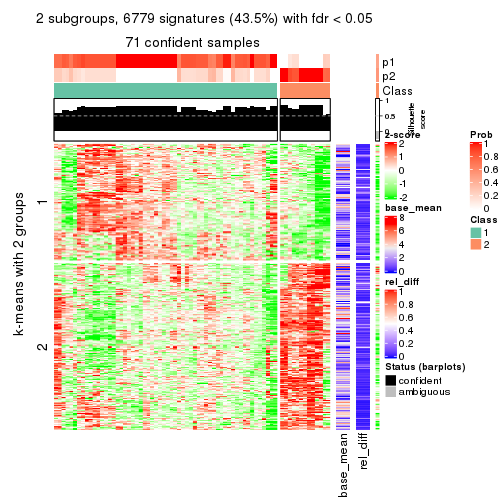 2 subgroups, 6779 signatures (43.5%) with fdr < 0.05
71 confident samples
p1
p2
Class
1
0.5
0
Silhouette
score
k-means with 2 groups
1
2
z-score
2
1
0
-1
-2
base_mean
8
6
4
2
0
rel_diff
1
0.8
0.6
0.4
0.2
0
Status (barplots)
confident
ambiguous
Prob
1
0.8
0.6
0.4
0.2
0
Class
1
2
base_mean
rel_diff